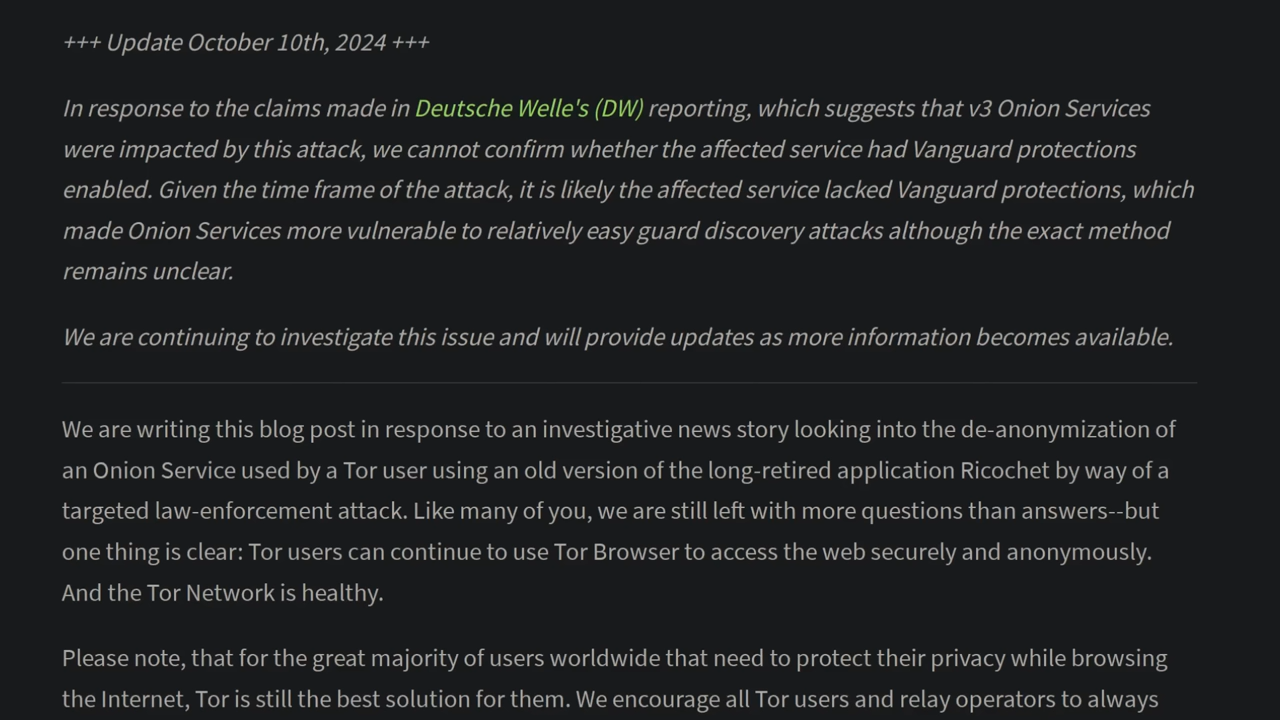 +++ Update October 10th, 2024 +++
In response to the claims made in Deutsche Welle's (DW) reporting, which suggests that v3 Onion Services
were impacted by this attack, we cannot confirm whether the affected service had Vanguard protections
enabled. Given the time frame of the attack, it is likely the affected service lacked Vanguard protections, which
made Onion Services more vulnerable to relatively easy guard discovery attacks although the exact method
remains unclear.
We are continuing to investigate this issue and will provide updates as more information becomes available.
We are writing this blog post in response to an investigative news story looking into the de-anonymization of
an Onion Service used by a Tor user using an old version of the long-retired application Ricochet by way of a
targeted law-enforcement attack. Like many of you, we are still left with more questions than answers--but
one thing is clear: Tor users can continue to use Tor Browser to access the web securely and anonymously.
And the Tor Network is healthy.
Please note, that for the great majority of users worldwide that need to protect their privacy while browsing
the Internet, Tor is still the best solution for them. We encourage all Tor users and relay operators to always